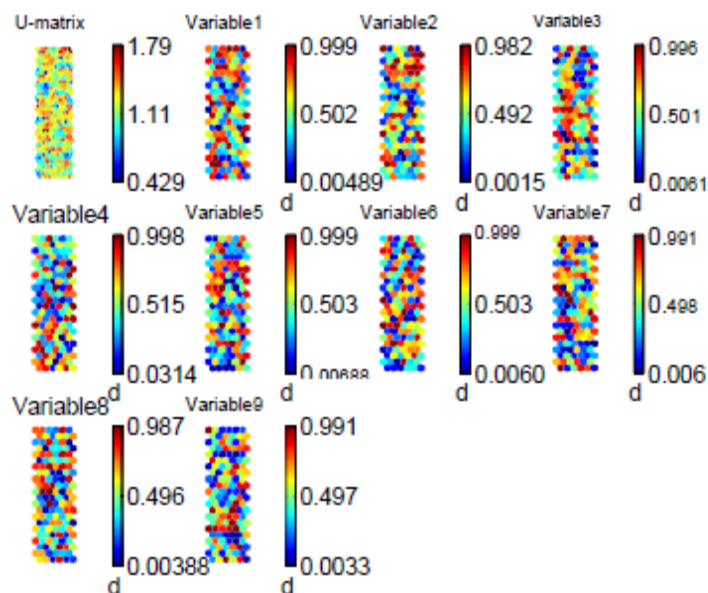 U-matrix
1.79
1.11
0.429
Variable1
0.999
0.502
0.00489
d
Variable2
0.982
0.492
0.0015
d
Variable3
0.996
0.501
0.0061
d
Variable4
0.998
0.515
0.0314
d
Variable5
0.999
0.503
0.00688
Variable6
0.999
0.503
0.0060
d
Variable7
0.991
0.498
0.006
d
Variable8
0.987
0.496
0.00388
d
Variable9
0.991
0.497
0.0033
d